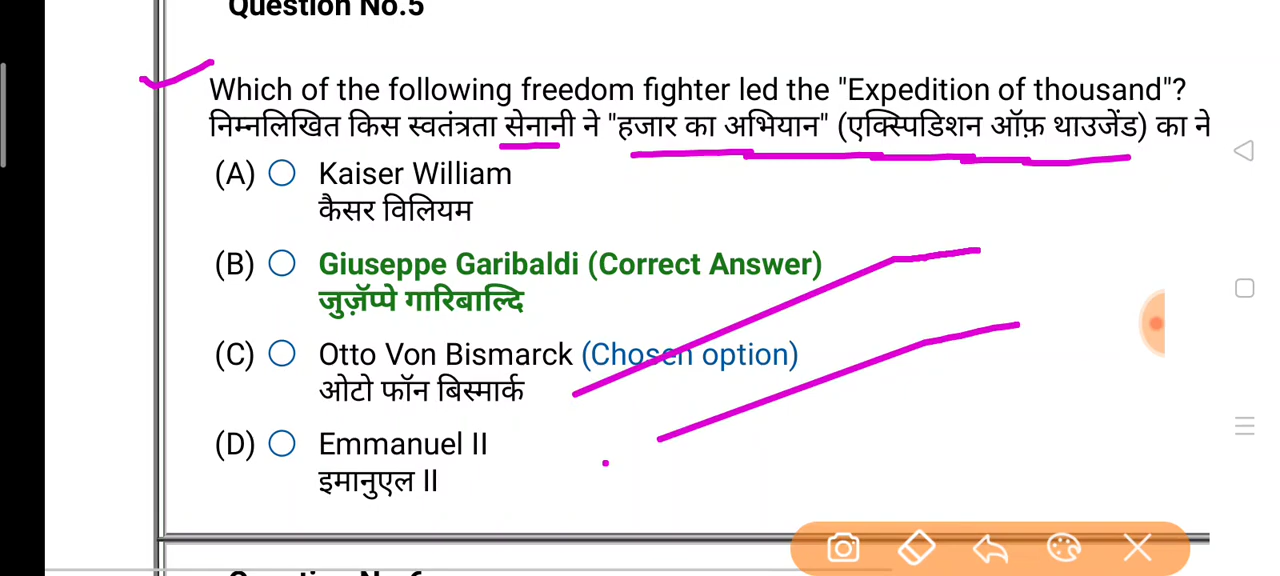 Question No.5
Which of the following freedom fighter led the "Expedition of thousand"?
निम्नलिखित किस स्वतंत्रता सेनानी ने "हजार का अभियान" (एक्स्पिडिशन ऑफ़ थाउजेंड) का ने
(A) Kaiser William
कैसर विलियम
(B) Giuseppe Garibaldi (Correct Answer)
जुज़ॅप्पे गारिबाल्दि
(C) Otto Von Bismarck (Chosen option)
ओटो फॉन बिस्मार्क
(D) Emmanuel II
इमानुएल II